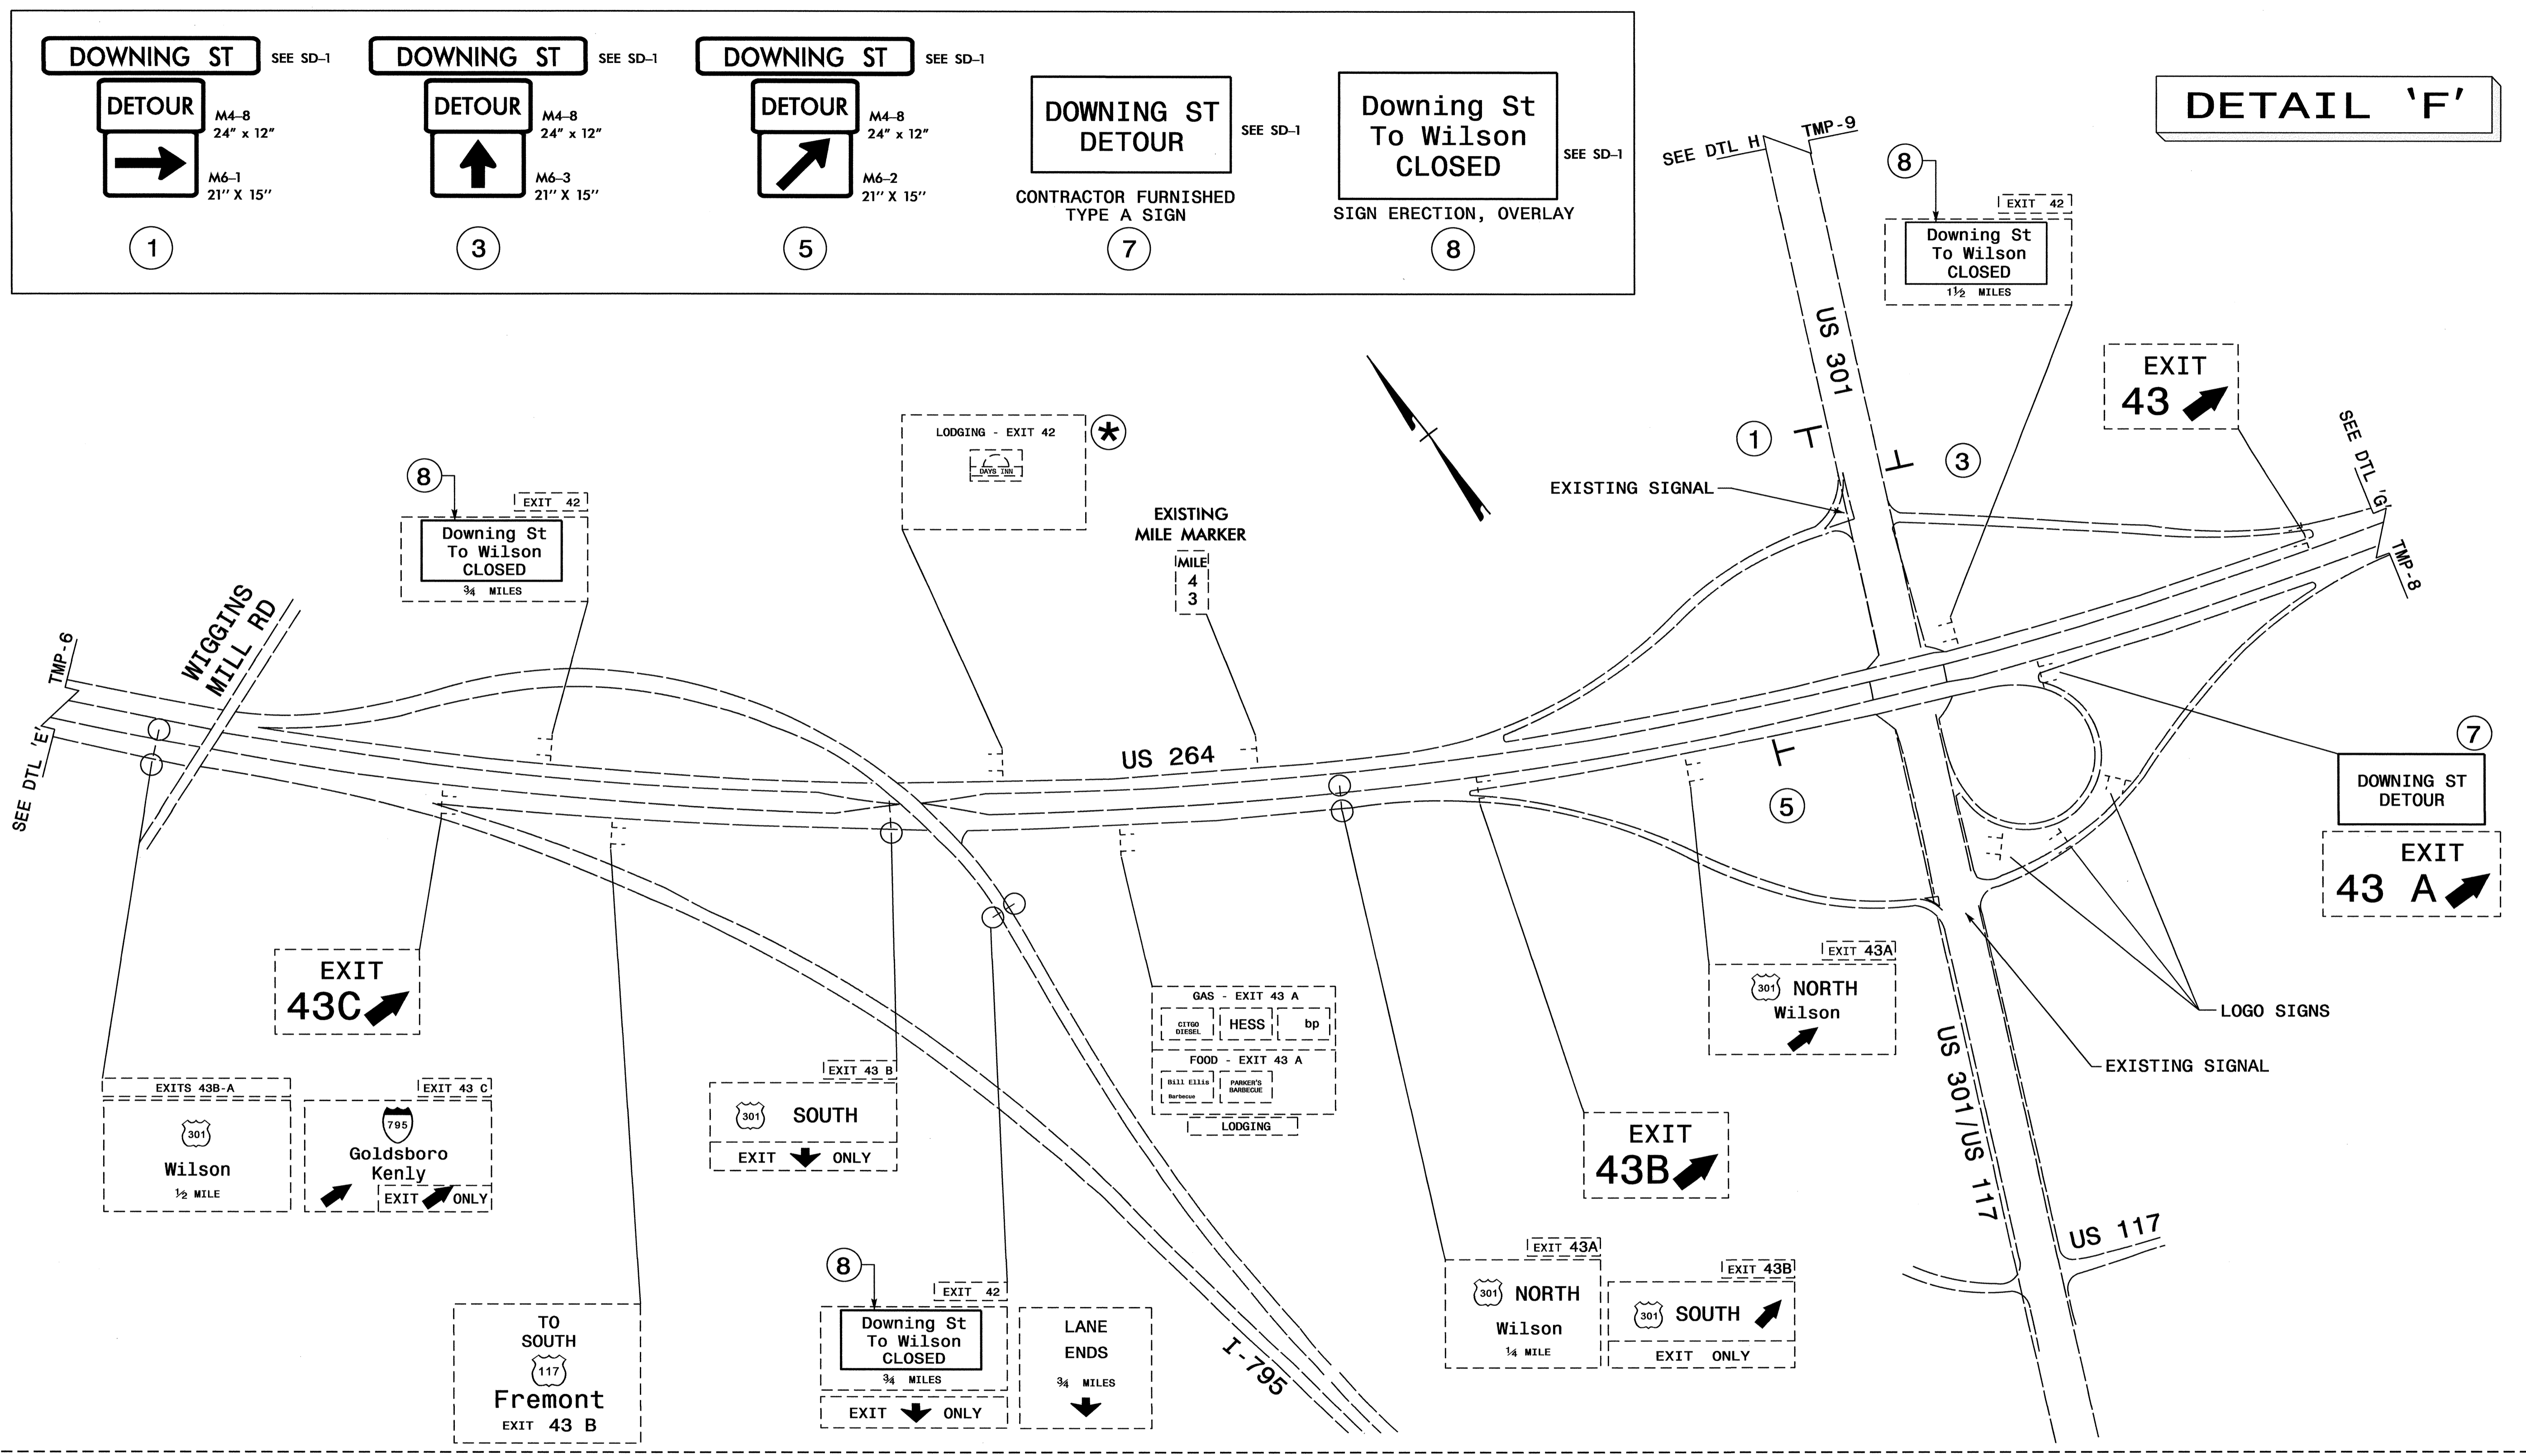 DOWNING ST
SEE SD-1
DETOUR
M4-8
24" x 12"
M6-1
21" X 15"
1
DOWNING ST
SEE SD-1
DETOUR
M4-8
24" x 12"
M6-3
21" X 15"
3
DOWNING ST
SEE SD-1
DETOUR
M4-8
24" x 12"
M6-2
21" X 15"
5
DOWNING ST
DETOUR
SEE SD-1
CONTRACTOR FURNISHED
TYPE A SIGN
7
Downing St
To Wilson
CLOSED
SEE SD-1
SIGN ERECTION, OVERLAY
8
DETAIL 'F'
SEE DTL H
TMP-9
8
EXIT 42
Downing St
To Wilson
CLOSED
1½ MILES
US 301
EXIT
43
SEE DTL 'G'
TMP-8
1
3
EXISTING SIGNAL
LODGING - EXIT 42
DAYS INN
*
EXISTING
MILE MARKER
MILE
4
3
8
EXIT 42
Downing St
To Wilson
CLOSED
¾ MILES
WIGGINS
MILL RD
TMP-6
SEE DTL 'E'
US 264
5
7
DOWNING ST
DETOUR
EXIT
43 A
LOGO SIGNS
EXISTING SIGNAL
EXIT 43A
301 NORTH
Wilson
EXIT
43C
EXITS 43B-A
301
Wilson
½ MILE
EXIT 43 C
795
Goldsboro
Kenly
EXIT ONLY
EXIT 43 B
301 SOUTH
EXIT ONLY
GAS - EXIT 43 A
CITGO
DIESEL
HESS
bp
FOOD - EXIT 43 A
Bill Ellis
Barbecue
PARKER'S
BARBECUE
LODGING
EXIT
43B
US 301/US 117
US 117
TO
SOUTH
117
Fremont
EXIT 43 B
8
EXIT 42
Downing St
To Wilson
CLOSED
¾ MILES
EXIT ONLY
LANE
ENDS
¾ MILES
I-795
EXIT 43A
301 NORTH
Wilson
¼ MILE
EXIT 43B
301 SOUTH
EXIT ONLY